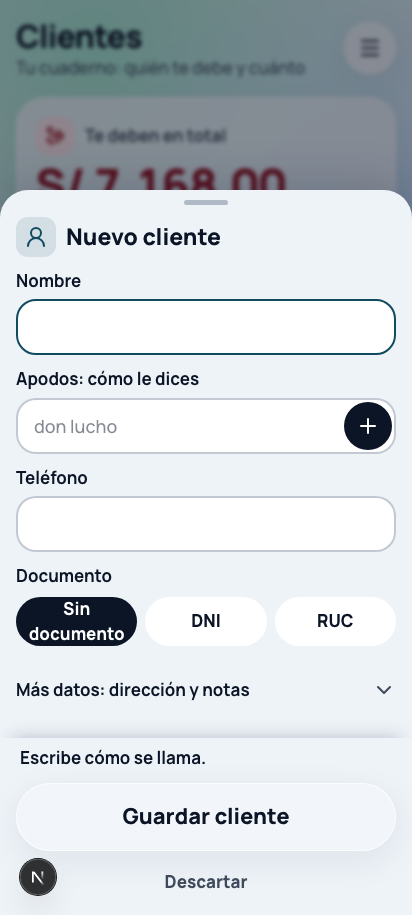 Clientes
Tu cuaderno: quién te debe y cuánto
Te deben en total
S/ 7,168.00
Nuevo cliente
Nombre
Apodos: cómo le dices
don lucho
Teléfono
Documento
Sin
documento
DNI
RUC
Más datos: dirección y notas
Escribe cómo se llama.
Guardar cliente
N
Descartar